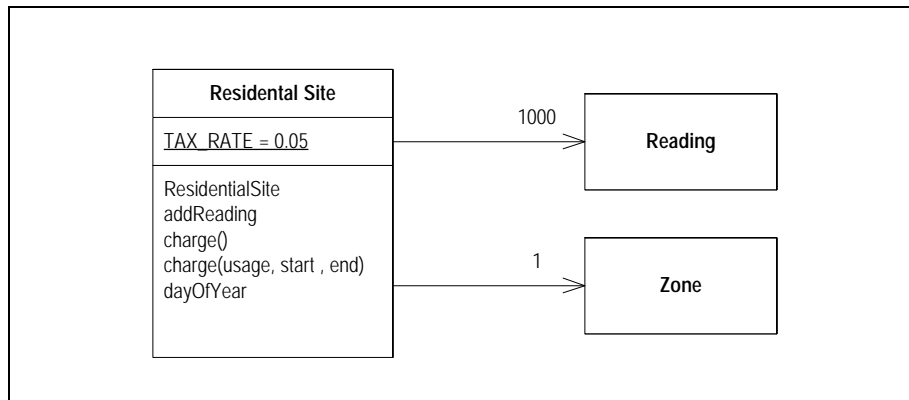 Residental Site
TAX_RATE = 0.05
ResidentialSite
addReading
charge()
charge(usage, start , end)
dayOfYear
1000
Reading
1
Zone